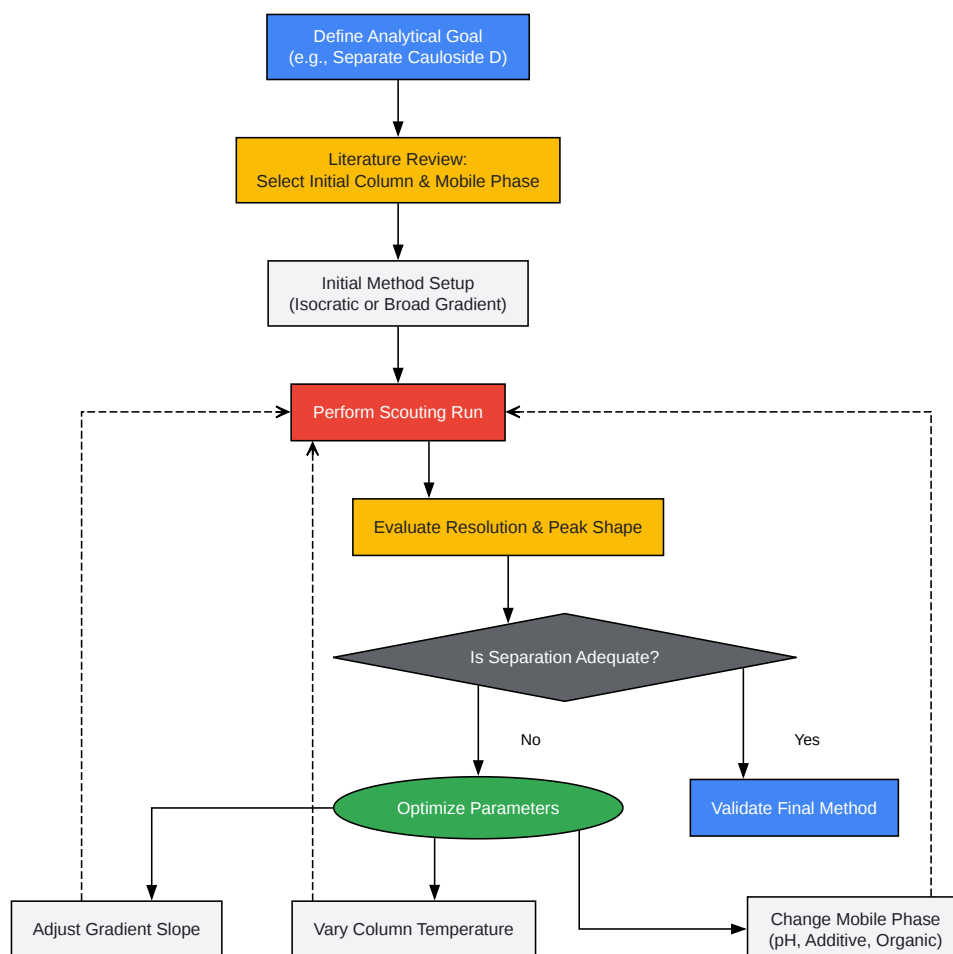 Define Analytical Goal
(e.g., Separate Cauloside D)
Literature Review:
Select Initial Column & Mobile Phase
Initial Method Setup
(Isocratic or Broad Gradient)
Perform Scouting Run
Evaluate Resolution & Peak Shape
Is Separation Adequate?
No
Yes
Optimize Parameters
Validate Final Method
Adjust Gradient Slope
Vary Column Temperature
Change Mobile Phase
(pH, Additive, Organic)